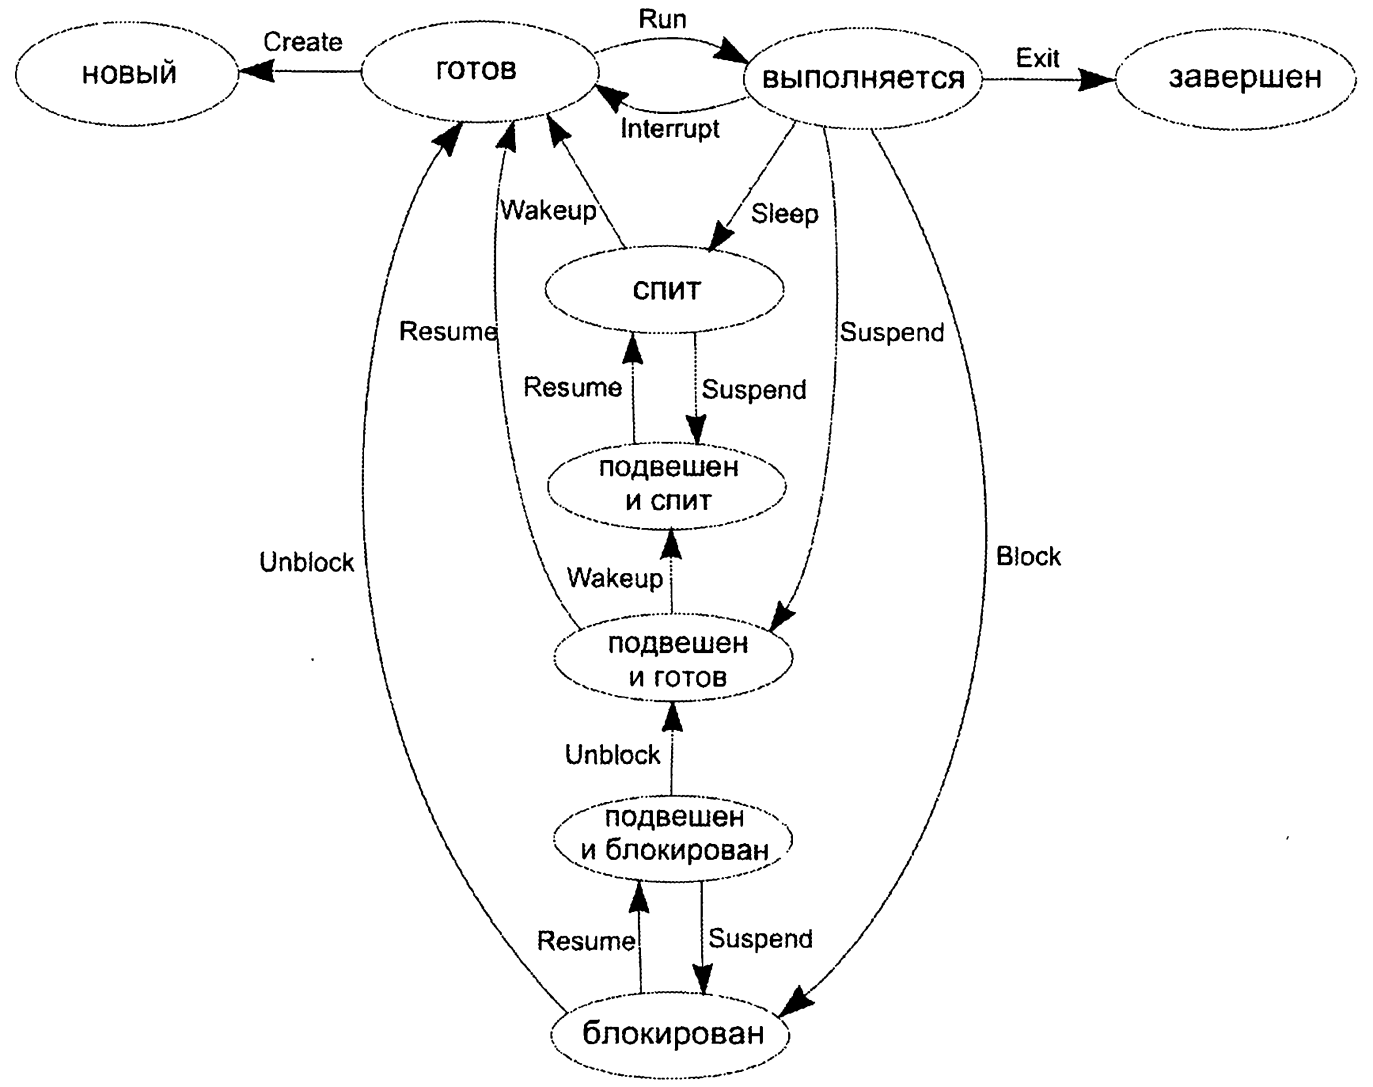 Run
Create
Exit
новый
готов
выполняется
завершен
Interrupt
Wakeup
Sleep
спит
Resume
Suspend
Resume
Suspend
подвешен
и спит
Unblock
Wakeup
Block
подвешен
и готов
Unblock
подвешен
и блокирован
Resume
Suspend
блокирован